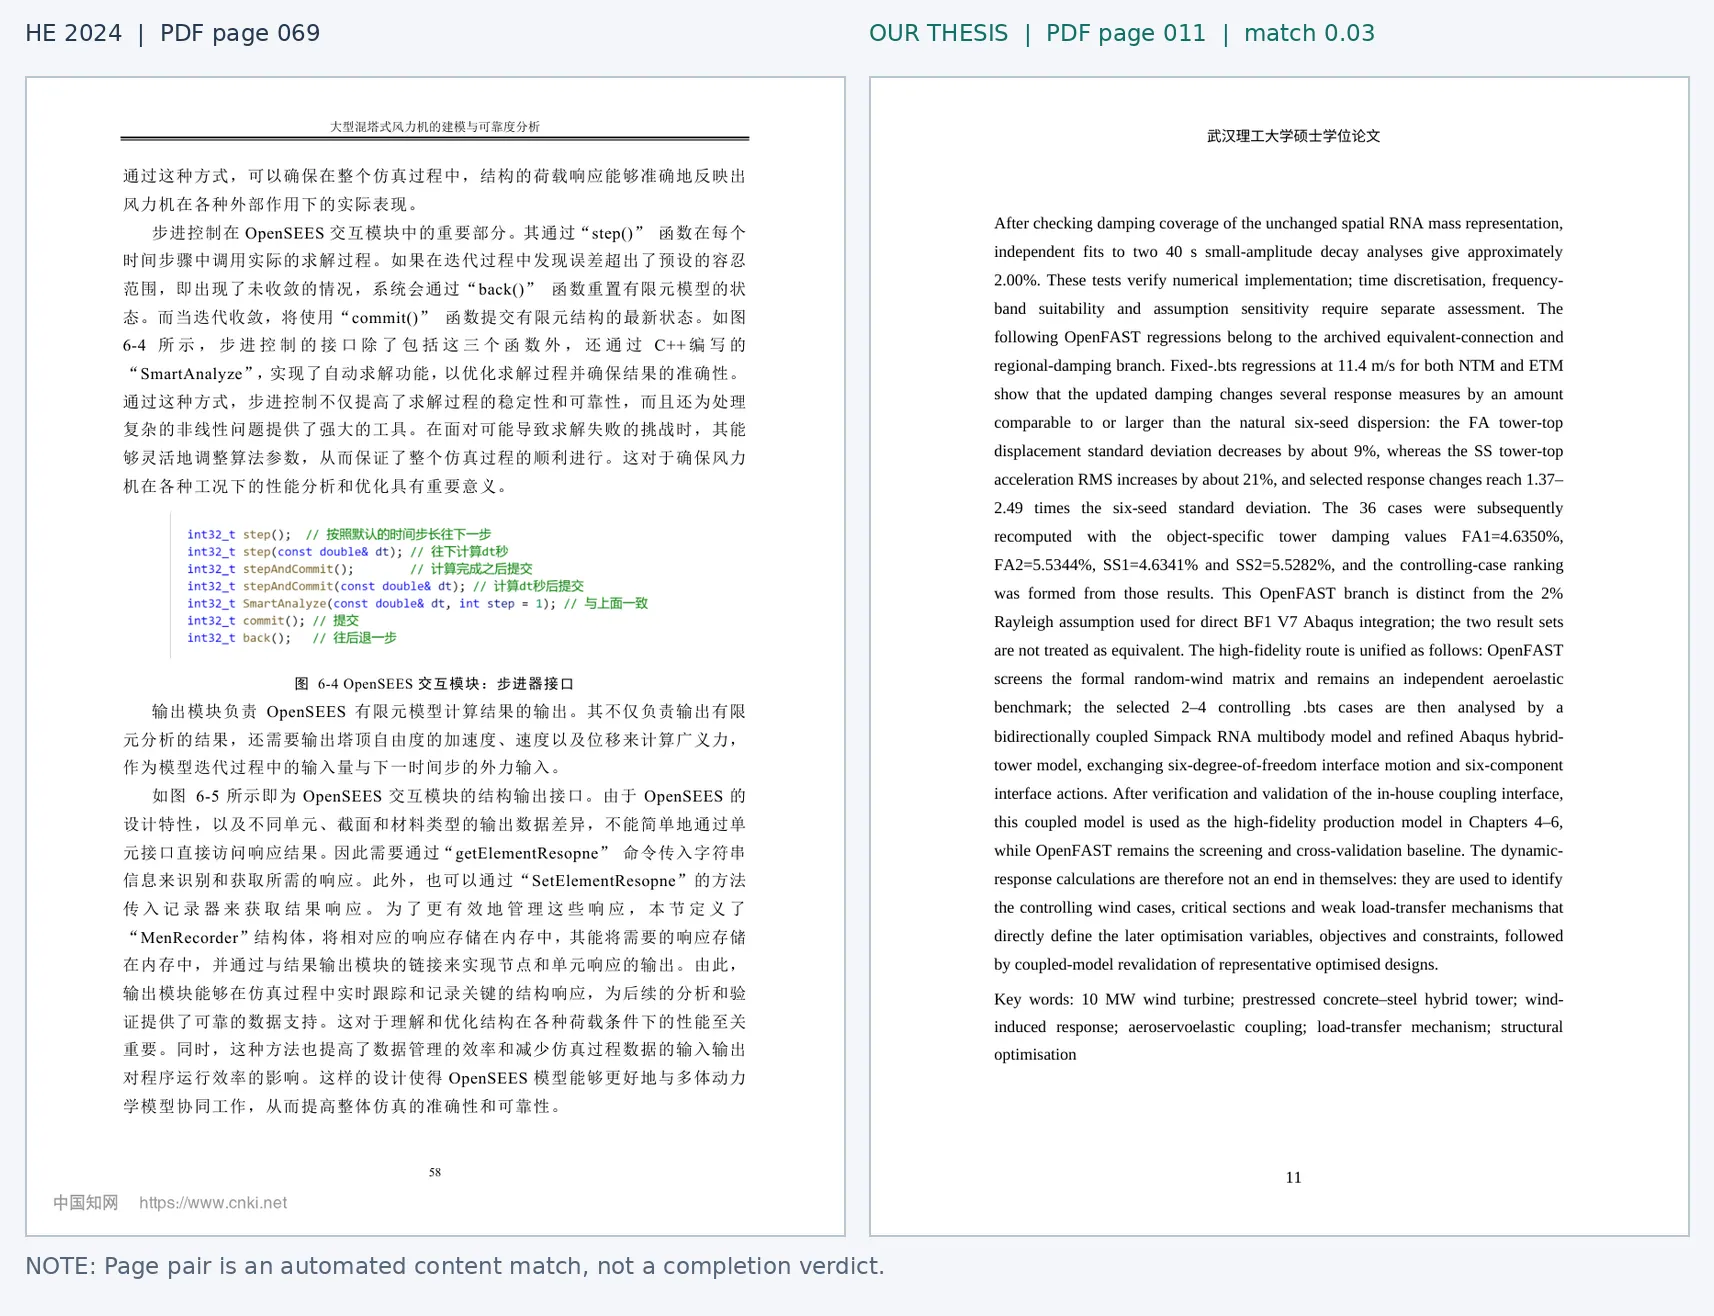 HE 2024 | PDF page 069
大型混塔式风力机的建模与可靠度分析
通过这种方式，可以确保在整个仿真过程中，结构的荷载响应能够准确地反映出
风力机在各种外部作用下的实际表现。
步进控制在 OpenSEES 交互模块中的重要部分。其通过“step()” 函数在每个
时间步骤中调用实际的求解过程。如果在迭代过程中发现误差超出了预设的容忍
范围，即出现了未收敛的情况，系统会通过“back()” 函数重置有限元模型的状
态。而当迭代收敛，将使用“commit()” 函数提交有限元结构的最新状态。如图
6-4 所示，步进控制的接口除了包括这三个函数外，还通过 C++编写的
“SmartAnalyze”，实现了自动求解功能，以优化求解过程并确保结果的准确性。
通过这种方式，步进控制不仅提高了求解过程的稳定性和可靠性，而且还为处理
复杂的非线性问题提供了强大的工具。在面对可能导致求解失败的挑战时，其能
够灵活地调整算法参数，从而保证了整个仿真过程的顺利进行。这对于确保风力
机在各种工况下的性能分析和优化具有重要意义。
int32_t step();  // 按照默认的时间步长往下一步
int32_t step(const double& dt); // 往下计算dt秒
int32_t stepAndCommit();        // 计算完成之后提交
int32_t stepAndCommit(const double& dt); // 计算dt秒后提交
int32_t SmartAnalyze(const double& dt, int step = 1); // 与上面一致
int32_t commit(); // 提交
int32_t back();   // 往后退一步
图 6-4 OpenSEES 交互模块：步进器接口
输出模块负责 OpenSEES 有限元模型计算结果的输出。其不仅负责输出有限
元分析的结果，还需要输出塔顶自由度的加速度、速度以及位移来计算广义力，
作为模型迭代过程中的输入量与下一时间步的外力输入。
如图 6-5 所示即为 OpenSEES 交互模块的结构输出接口。由于 OpenSEES 的
设计特性，以及不同单元、截面和材料类型的输出数据差异，不能简单地通过单
元接口直接访问响应结果。因此需要通过“getElementResopne” 命令传入字符串
信息来识别和获取所需的响应。此外，也可以通过“SetElementResopne”的方法
传入记录器来获取结果响应。为了更有效地管理这些响应，本节定义了
“MenRecorder”结构体，将相对应的响应存储在内存中，其能将需要的响应存储
在内存中，并通过与结果输出模块的链接来实现节点和单元响应的输出。由此，
输出模块能够在仿真过程中实时跟踪和记录关键的结构响应，为后续的分析和验
证提供了可靠的数据支持。这对于理解和优化结构在各种荷载条件下的性能至关
重要。同时，这种方法也提高了数据管理的效率和减少仿真过程数据的输入输出
对程序运行效率的影响。这样的设计使得 OpenSEES 模型能够更好地与多体动力
学模型协同工作，从而提高整体仿真的准确性和可靠性。
58
中国知网 https://www.cnki.net
OUR THESIS | PDF page 011 | match 0.03
武汉理工大学硕士学位论文
After checking damping coverage of the unchanged spatial RNA mass representation,
independent fits to two 40 s small-amplitude decay analyses give approximately
2.00%. These tests verify numerical implementation; time discretisation, frequency-
band suitability and assumption sensitivity require separate assessment. The
following OpenFAST regressions belong to the archived equivalent-connection and
regional-damping branch. Fixed-.bts regressions at 11.4 m/s for both NTM and ETM
show that the updated damping changes several response measures by an amount
comparable to or larger than the natural six-seed dispersion: the FA tower-top
displacement standard deviation decreases by about 9%, whereas the SS tower-top
acceleration RMS increases by about 21%, and selected response changes reach 1.37–
2.49 times the six-seed standard deviation. The 36 cases were subsequently
recomputed with the object-specific tower damping values FA1=4.6350%,
FA2=5.5344%, SS1=4.6341% and SS2=5.5282%, and the controlling-case ranking
was formed from those results. This OpenFAST branch is distinct from the 2%
Rayleigh assumption used for direct BF1 V7 Abaqus integration; the two result sets
are not treated as equivalent. The high-fidelity route is unified as follows: OpenFAST
screens the formal random-wind matrix and remains an independent aeroelastic
benchmark; the selected 2–4 controlling .bts cases are then analysed by a
bidirectionally coupled Simpack RNA multibody model and refined Abaqus hybrid-
tower model, exchanging six-degree-of-freedom interface motion and six-component
interface actions. After verification and validation of the in-house coupling interface,
this coupled model is used as the high-fidelity production model in Chapters 4–6,
while OpenFAST remains the screening and cross-validation baseline. The dynamic-
response calculations are therefore not an end in themselves: they are used to identify
the controlling wind cases, critical sections and weak load-transfer mechanisms that
directly define the later optimisation variables, objectives and constraints, followed
by coupled-model revalidation of representative optimised designs.
Key words: 10 MW wind turbine; prestressed concrete–steel hybrid tower; wind-
induced response; aeroservoelastic coupling; load-transfer mechanism; structural
optimisation
11
NOTE: Page pair is an automated content match, not a completion verdict.